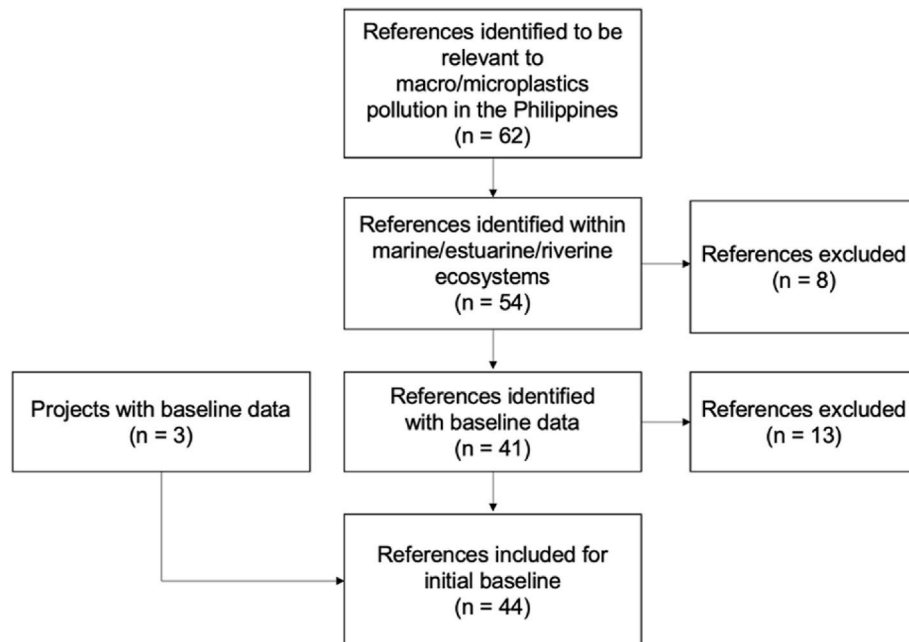 References identified to be
relevant to
macro/microplastics
pollution in the Philippines
(n = 62)
References identified within
marine/estuarine/riverine
ecosystems
(n = 54)
References excluded
(n = 8)
Projects with baseline data
(n = 3)
References identified
with baseline data
(n = 41)
References excluded
(n = 13)
References included for
initial baseline
(n = 44)